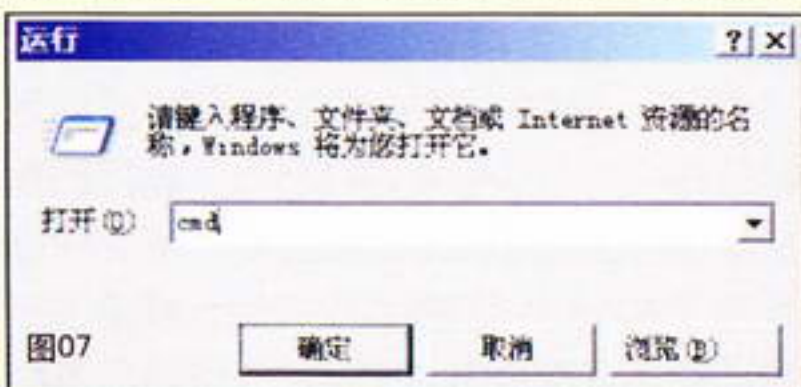 运行
请键入程序、文件夹、文档或 Internet 资源的名
称，Windows 将为您打开它。
打开(O)
cmd
图07
确定
取消
浏览(B)